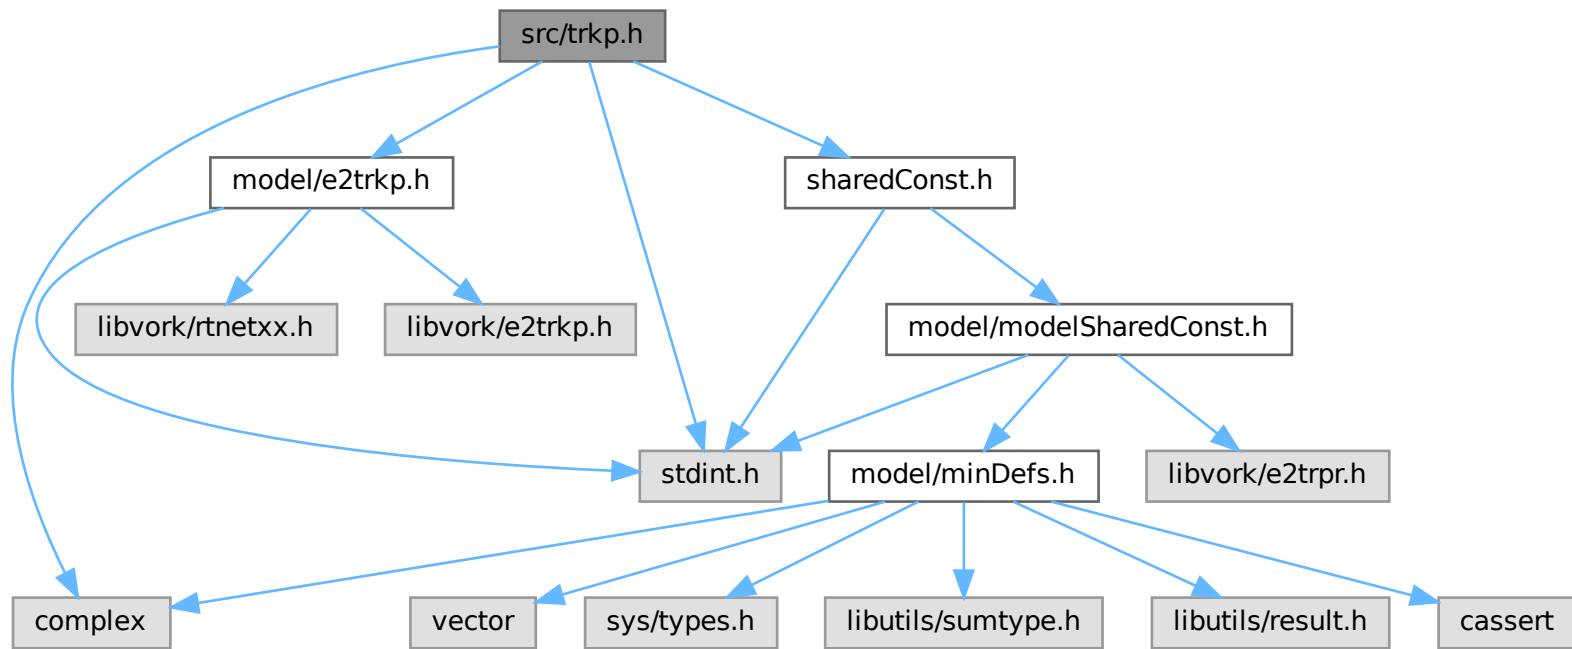 src/trkp.h
model/e2trkp.h
sharedConst.h
libvork/rtnetxx.h
libvork/e2trkp.h
model/modelSharedConst.h
stdint.h
model/minDefs.h
libvork/e2trpr.h
complex
vector
sys/types.h
libutils/sumtype.h
libutils/result.h
cassert